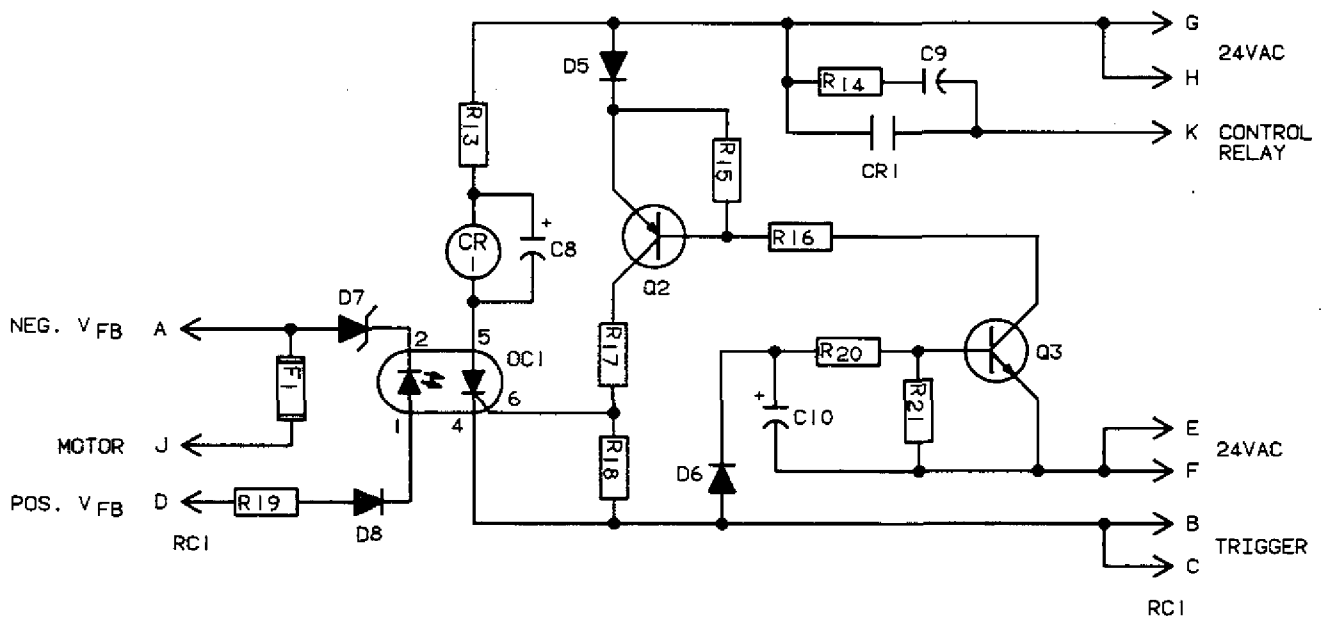 G
24VAC
H
C9
D5
R14
K CONTROL
RELAY
CR1
R13
R15
CR
1
+
C8
Q2
R16
D7
NEG. V FB A
2
5
OC1
R17
R20
Q3
F1
6
R21
+
C10
1
4
E
24VAC
F
MOTOR J
R18
D6
POS. V FB D
R19
D8
B
TRIGGER
C
RC1
RC1